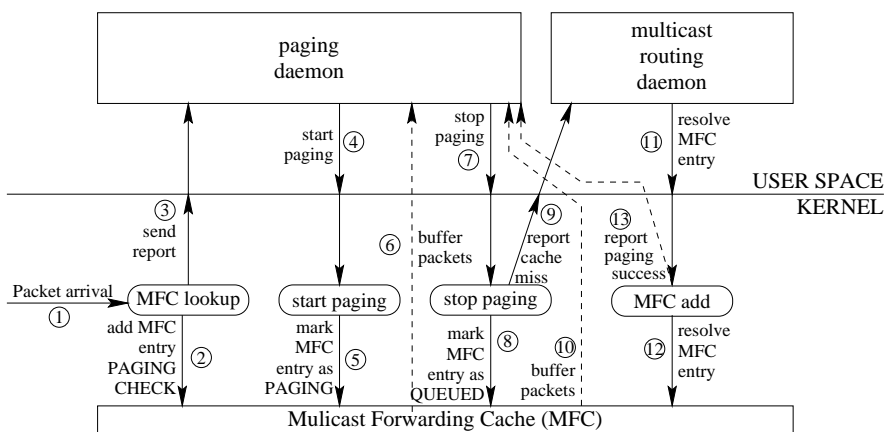 paging
daemon
multicast
routing
daemon
start
paging
④
stop
paging
⑦
⑪
resolve
MFC
entry
USER SPACE
KERNEL
③
send
report
⑥
buffer
packets
⑨
report
cache
miss
⑬
report
paging
success
Packet arrival
①
MFC lookup
start paging
stop paging
MFC add
add MFC
entry
PAGING
CHECK
②
mark
MFC
entry as
PAGING
⑤
mark
MFC
entry as
QUEUED
⑧
⑩
buffer
packets
⑫
resolve
MFC
entry
Mulicast Forwarding Cache (MFC)